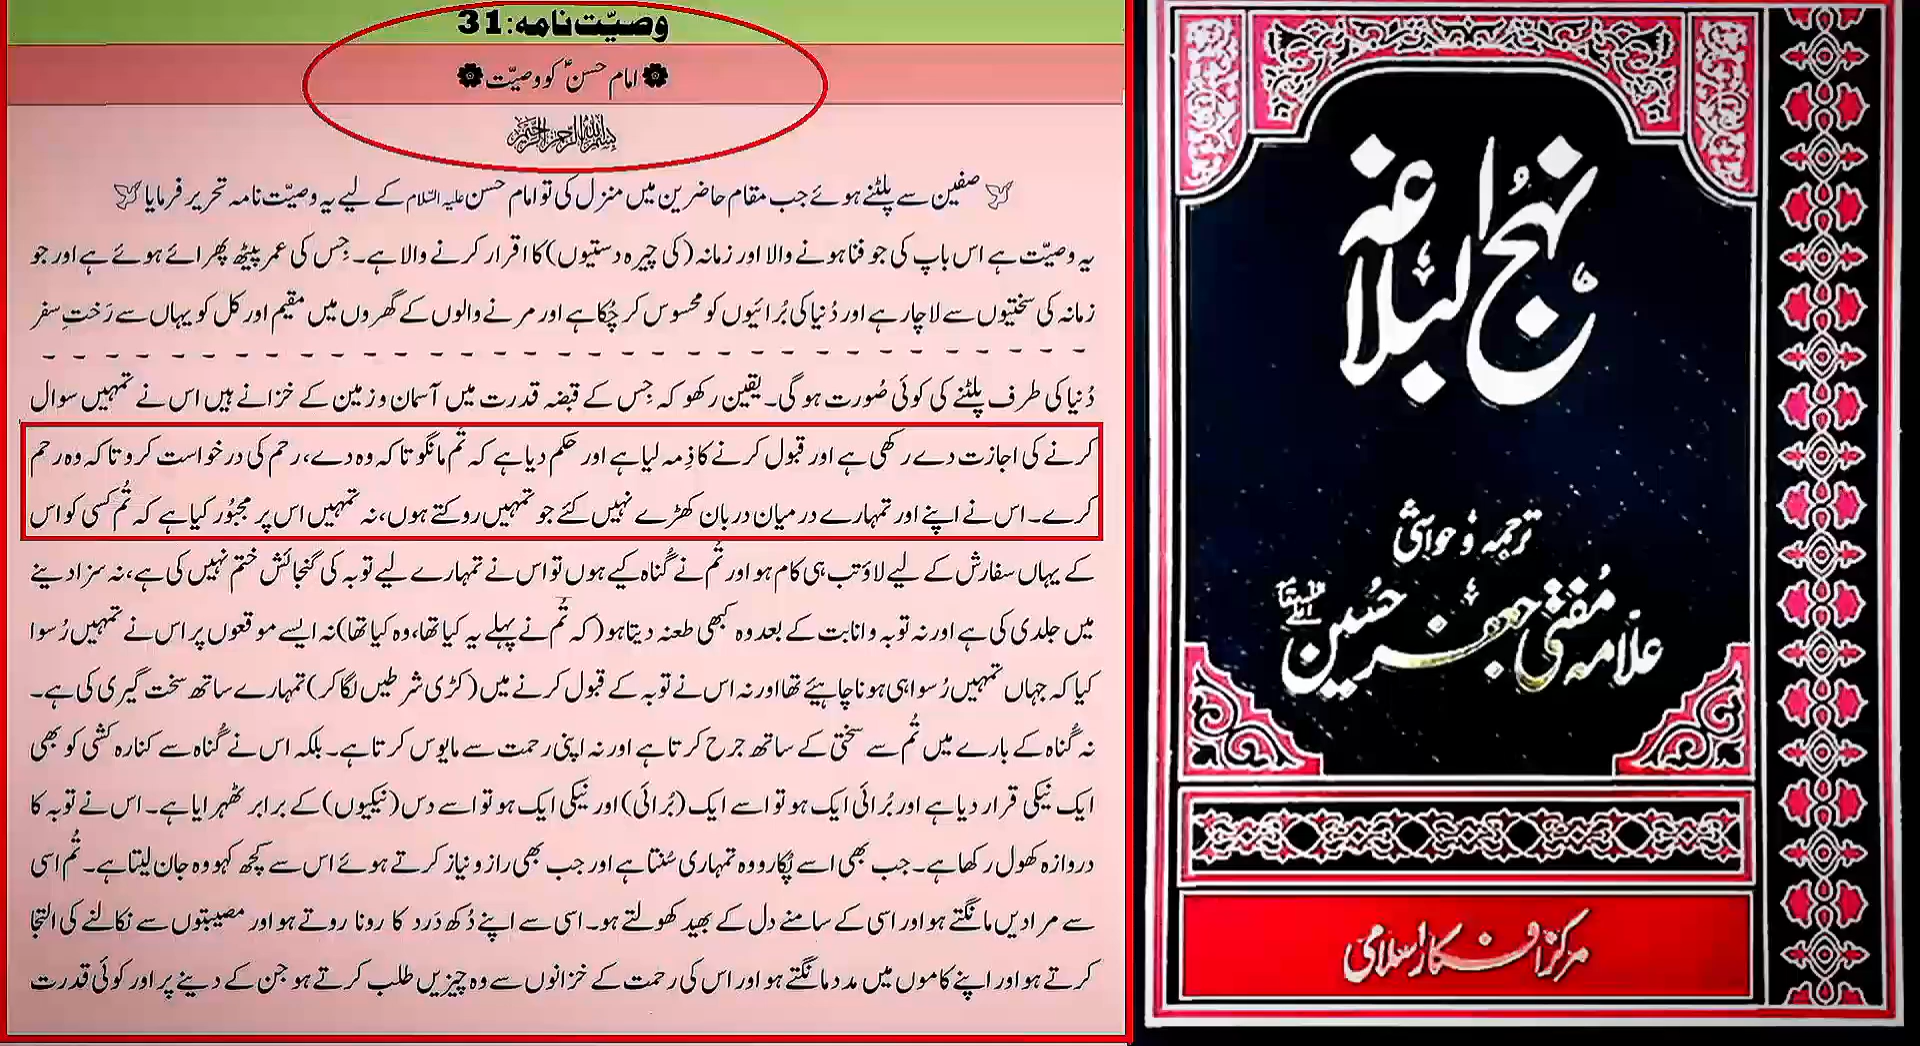 وصیّت نامہ:31
امام حسنؑ کو وصیّت
بسم اللہ الرحمن الرحیم
صفین سے پلٹتے ہوئے جب مقام حاضرین میں منزل کی تو امام حسن علیہ السّلام کے لیے یہ وصیّت نامہ تحریر فرمایا
یہ وصیّت ہے اس باپ کی جو فنا ہونے والا اور زمانہ (کی چیرہ دستیوں) کا اقرار کرنے والا ہے۔ جِس کی عمر پیٹھ پھرائے ہوئے ہے اور جو
زمانہ کی سختیوں سے لاچار ہے اور دُنیا کی بُرائیوں کو محسوس کر چُکا ہے اور مرنے والوں کے گھروں میں مقیم اور کل کو یہاں سے رَختِ سفر
دُنیا کی طرف پلٹنے کی کوئی صُورت ہو گی۔ یقین رکھو کہ جِس کے قبضہ قدرت میں آسمان و زمین کے خزانے ہیں اس نے تمہیں سوال
کرنے کی اجازت دے رکھی ہے اور قبول کرنے کا ذِمہ لیا ہے اور حکم دیا ہے کہ تُم مانگو تا کہ وہ دے، رحم کی درخواست کرو تا کہ وہ رحم
کرے۔ اس نے اپنے اور تمہارے درمیان دربان کھڑے نہیں کئے جو تمہیں روکتے ہوں، نہ تمہیں اس پر مجبُور کیا ہے کہ تُم کسی کو اس
کے یہاں سفارش کے لیے لاؤ تب ہی کام ہو اور تُم نے گُناہ کیے ہوں تو اس نے تمہارے لیے توبہ کی گنجائش ختم نہیں کی ہے، نہ سزا دینے
میں جلدی کی ہے اور نہ توبہ و انابت کے بعد وہ کبھی طعنہ دیتا ہو (کہ تُم نے پہلے یہ کیا تھا، وہ کیا تھا) نہ ایسے موقعوں پر اس نے تمہیں رُسوا
کیا کہ جہاں تمہیں رُسوا ہی ہونا چاہیئے تھا اور نہ اس نے توبہ کے قبول کرنے میں (کڑی شرطیں لگا کر) تمہارے ساتھ سخت گیری کی ہے۔
نہ گُناہ کے بارے میں تُم سے سختی کے ساتھ جرح کرتا ہے اور نہ اپنی رحمت سے مایوس کرتا ہے۔ بلکہ اس نے گُناہ سے کنارہ کشی کو بھی
ایک نیکی قرار دیا ہے اور بُرائی ایک ہو تو اسے ایک (بُرائی) اور نیکی ایک ہو تو اسے دس (نیکیوں) کے برابر ٹھہرایا ہے۔ اس نے توبہ کا
دروازہ کھول رکھا ہے۔ جب بھی اسے پُکارو وہ تمہاری سُنتا ہے اور جب بھی راز و نیاز کرتے ہوئے اس سے کچھ کہو وہ جان لیتا ہے۔ تُم اسی
سے مرادیں مانگتے ہو اور اسی کے سامنے دل کے بھید کھولتے ہو۔ اسی سے اپنے دُکھ دَرد کا رونا روتے ہو اور مصیبتوں سے نکالنے کی التجا
کرتے ہو اور اپنے کاموں میں مدد مانگتے ہو اور اس کی رحمت کے خزانوں سے وہ چیزیں طلب کرتے ہو جن کے دینے پر اور کوئی قدرت
نہج البلاغہ
ترجمہ و حواشی
علّامہ مُفتی جعفر حُسین
مرکز افکار اسلامی